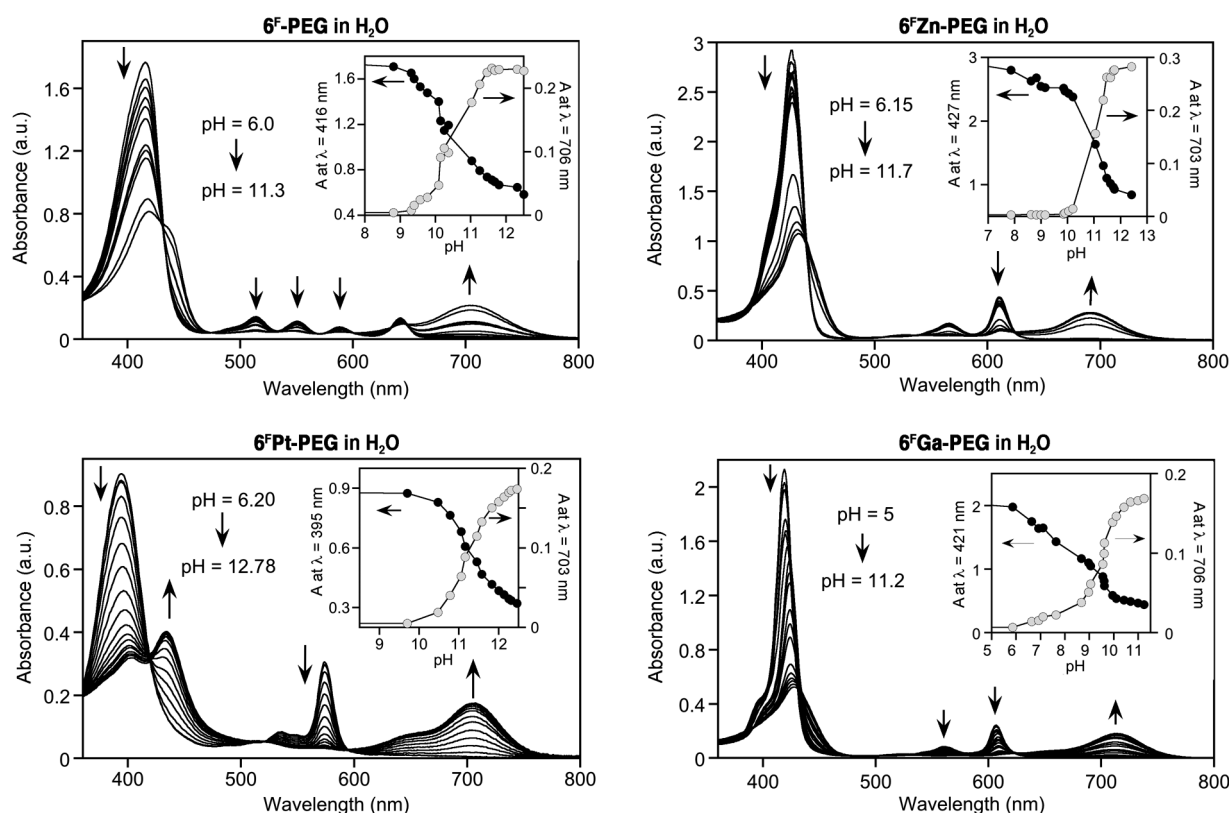 6ᶠ-PEG in H₂O
Absorbance (a.u.)
1.6
1.2
0.8
0.4
0
pH = 6.0
pH = 11.3
A at λ = 416 nm
1.6
1.2
0.8
0.4
8 9 10 11 12
pH
0.2
0.1
0
A at λ = 706 nm
400 500 600 700 800
Wavelength (nm)
6ᶠZn-PEG in H₂O
Absorbance (a.u.)
3
2.5
2
1.5
1
0.5
0
pH = 6.15
pH = 11.7
A at λ = 427 nm
3
2
1
7 8 9 10 11 12 13
pH
0.3
0.2
0.1
0
A at λ = 703 nm
400 500 600 700 800
Wavelength (nm)
6ᶠPt-PEG in H₂O
Absorbance (a.u.)
0.8
0.6
0.4
0.2
0
pH = 6.20
pH = 12.78
A at λ = 395 nm
0.9
0.6
0.3
9 10 11 12
pH
0.2
0.1
0
A at λ = 703 nm
400 500 600 700 800
Wavelength (nm)
6ᶠGa-PEG in H₂O
Absorbance (a.u.)
2
1.6
1.2
0.8
0.4
0
pH = 5
pH = 11.2
A at λ = 421 nm
3
2
1
0
5 6 7 8 9 10 11
pH
0.2
0.1
0
A at λ = 706 nm
400 500 600 700 800
Wavelength (nm)